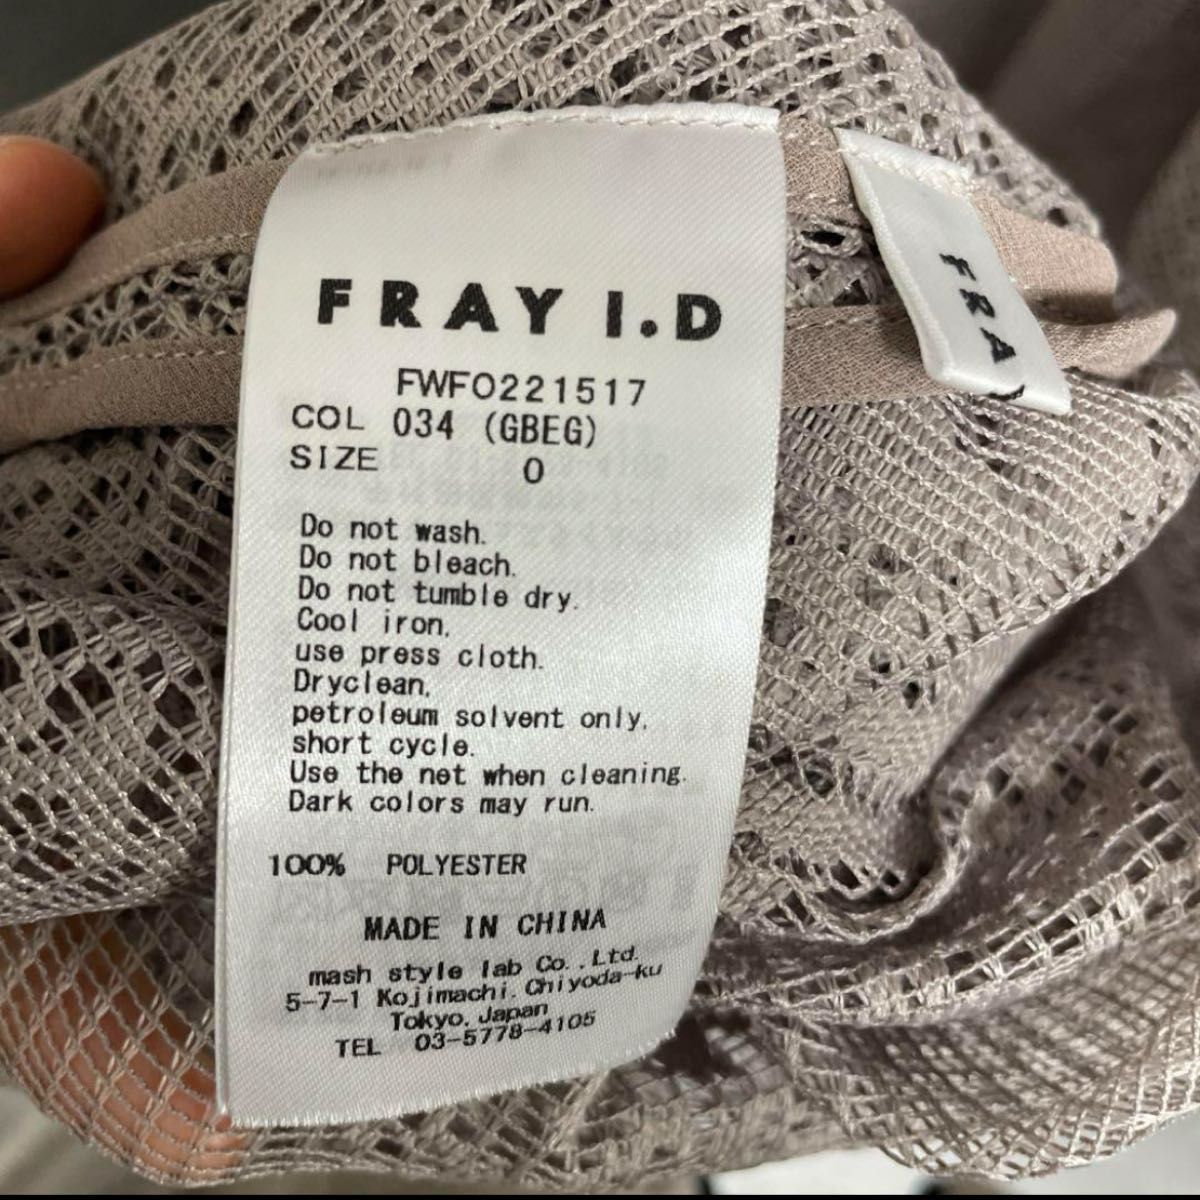 FRAY I.D
FWFO221517
COL 034 (GBEG)
SIZE 0
Do not wash.
Do not bleach.
Do not tumble dry.
Cool iron.
use press cloth.
Dryclean.
petroleum solvent only.
short cycle.
Use the net when cleaning.
Dark colors may run.
100% POLYESTER
MADE IN CHINA
mash style lab Co..Ltd.
5-7-1 Kojimachi. Chiyoda-ku
Tokyo. Japan
TEL 03-5778-4105
FRAY